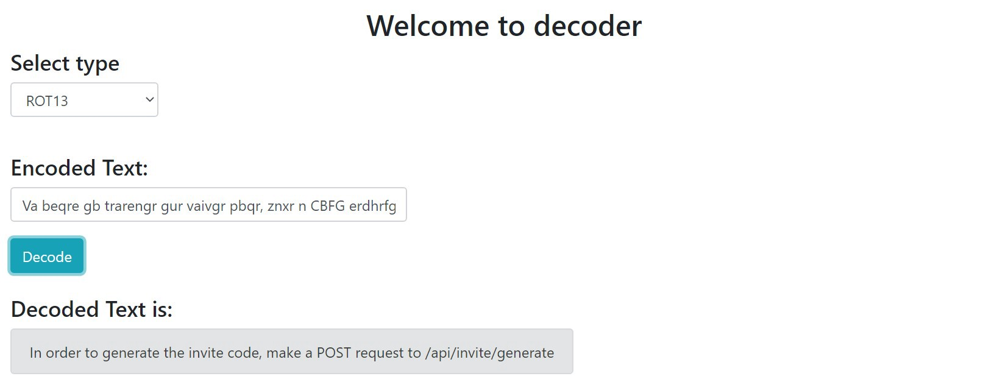 Welcome to decoder
Select type
ROT13
Encoded Text:
Va beqre gb trarengr gur vaivgr pbqr, znxr n CBFG erdhrfg
Decode
Decoded Text is:
In order to generate the invite code, make a POST request to /api/invite/generate